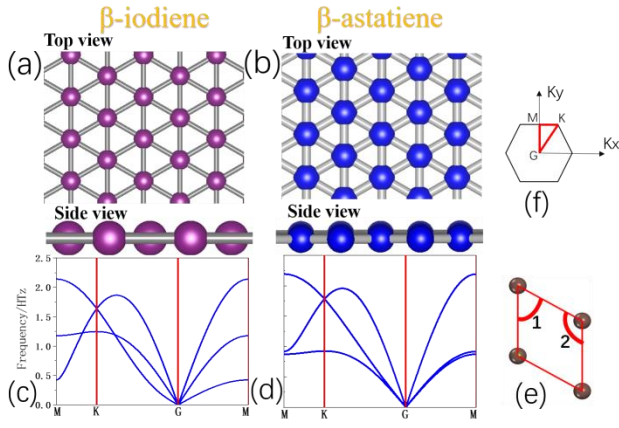 β-iodiene
β-astatiene
Top view
Top view
(a)
(b)
Ky
M
K
G
Kx
(f)
Side view
Side view
Frequency/HTz
2.5
2.0
1.5
1.0
0.5
0.0
M
K
G
M
(c)
M
K
G
M
(d)
1
2
(e)